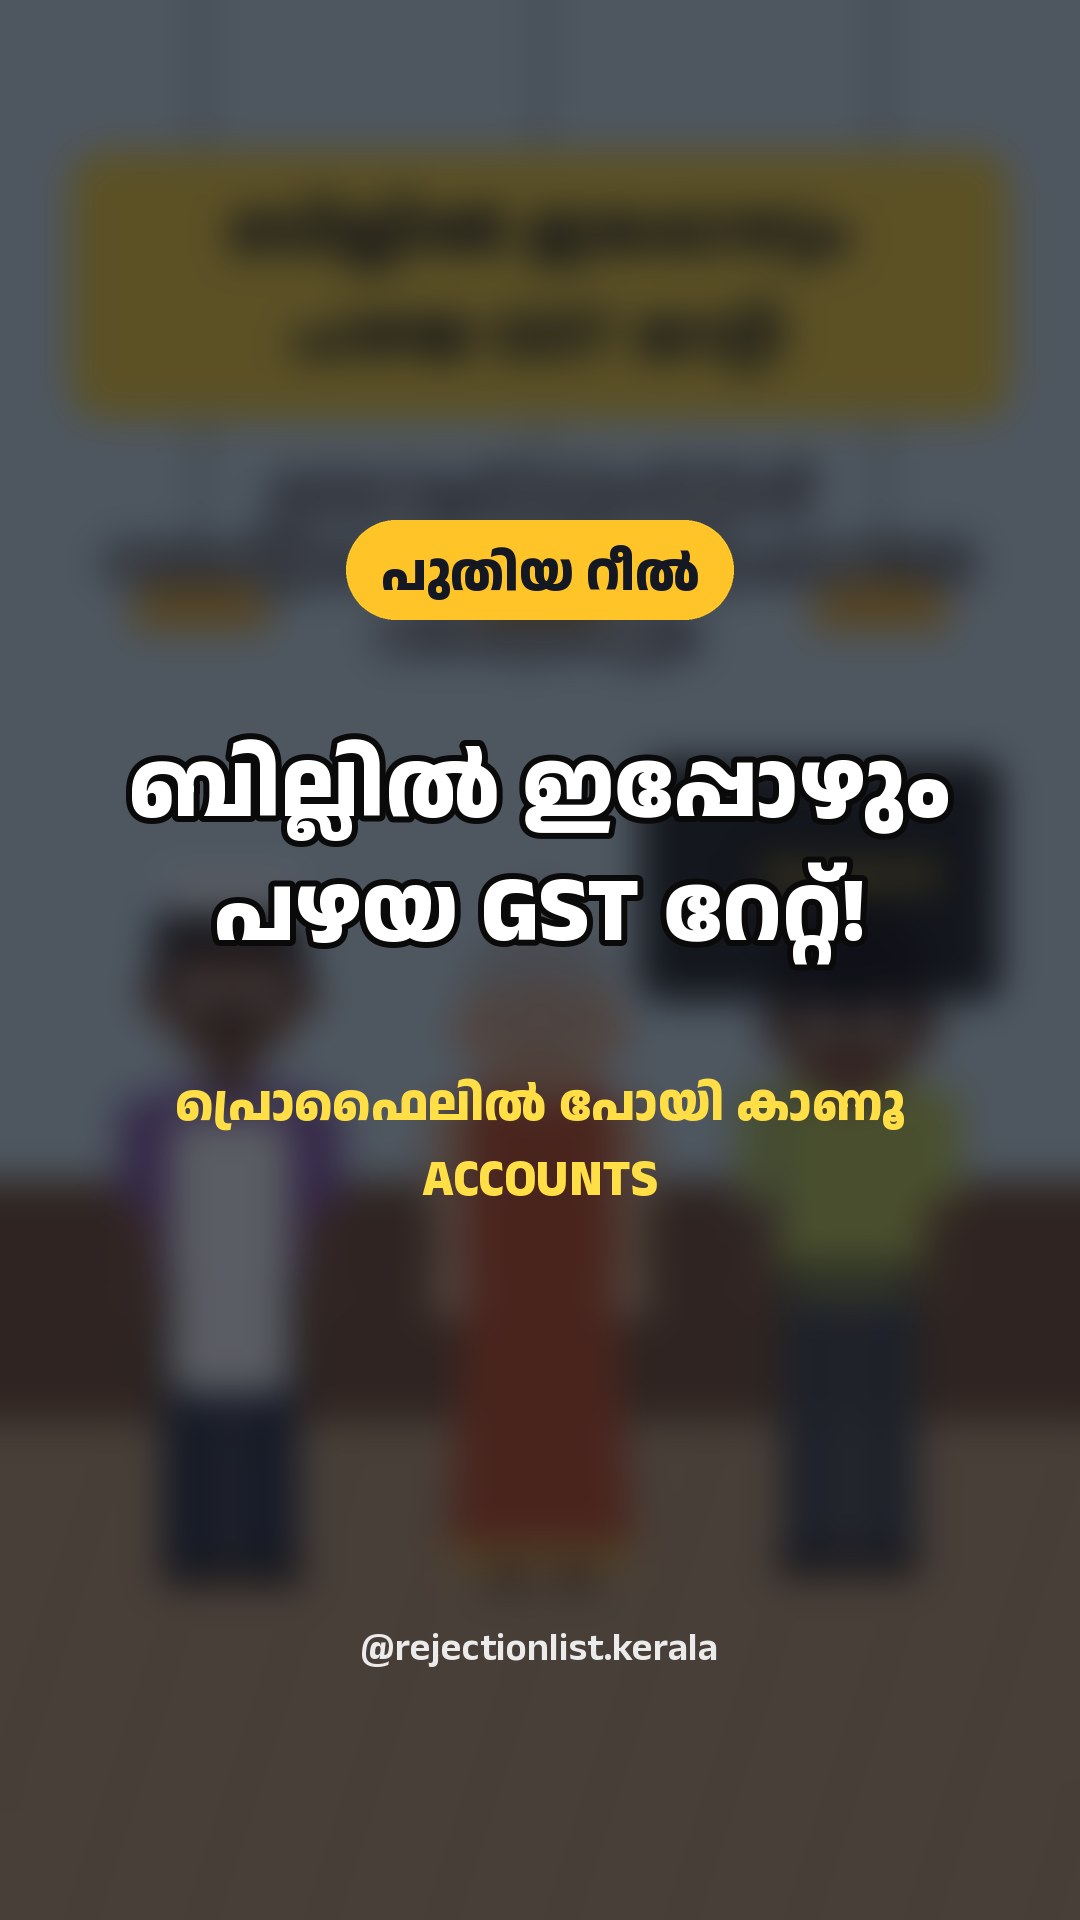 പുതിയ റീൽ
ബില്ലിൽ ഇപ്പോഴും
പഴയ GST റേറ്റ്!
പ്രൊഫൈലിൽ പോയി കാണൂ
ACCOUNTS
@rejectionlist.kerala